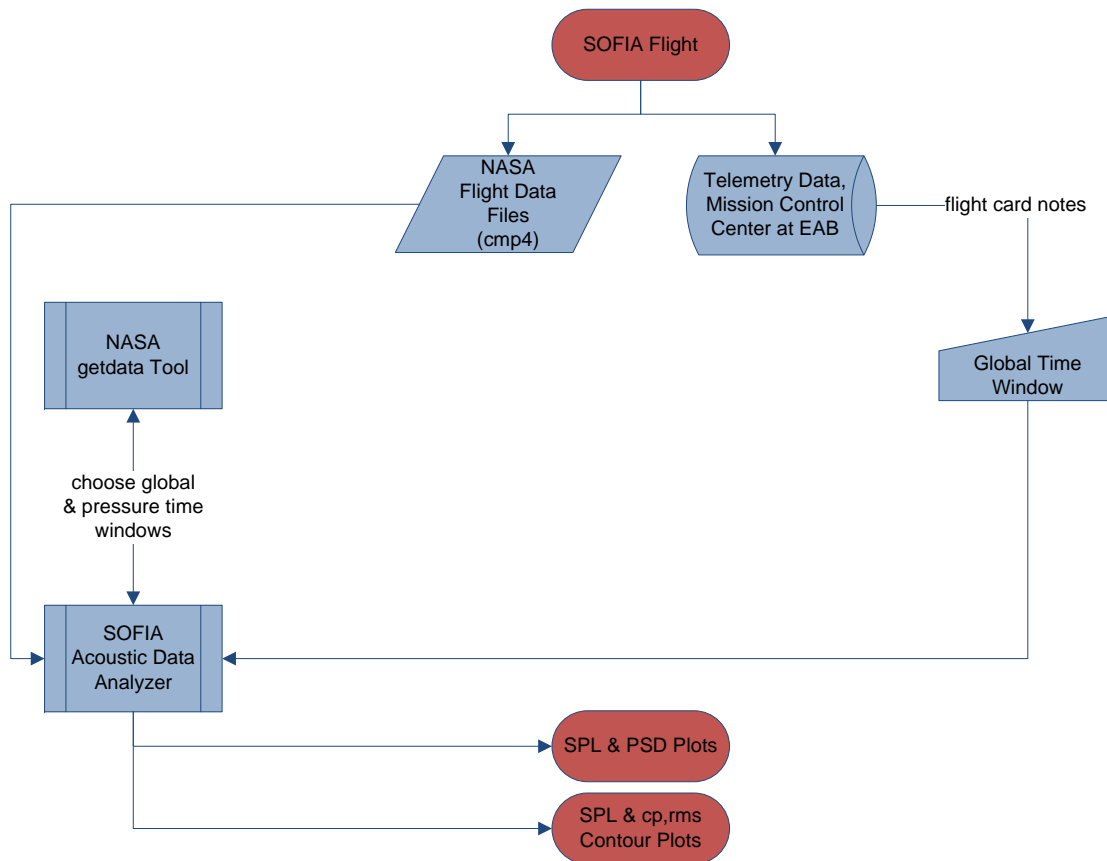 SOFIA Flight
NASA
Flight Data
Files
(cmp4)
Telemetry Data,
Mission Control
Center at EAB
flight card notes
NASA
getdata Tool
Global Time
Window
choose global
& pressure time
windows
SOFIA
Acoustic Data
Analyzer
SPL & PSD Plots
SPL & cp,rms
Contour Plots